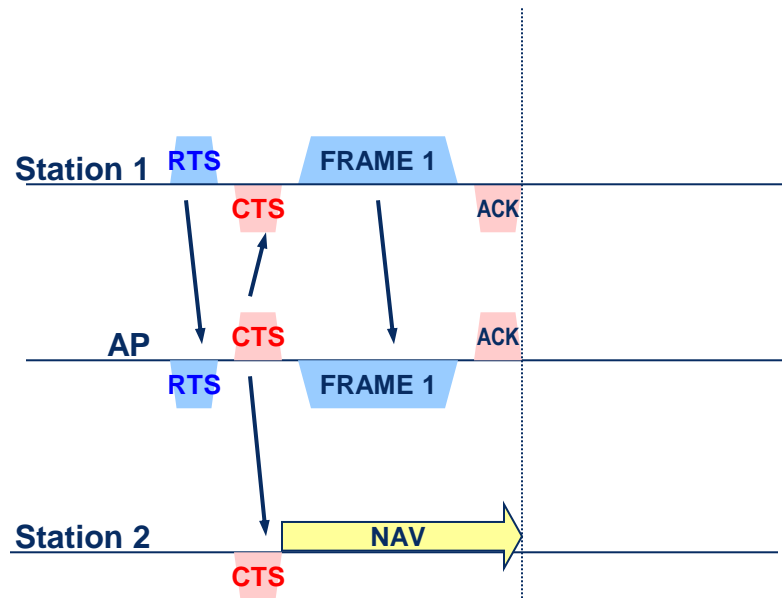 RTS
FRAME 1
Station 1
CTS
ACK
CTS
ACK
AP
RTS
FRAME 1
Station 2
NAV
CTS